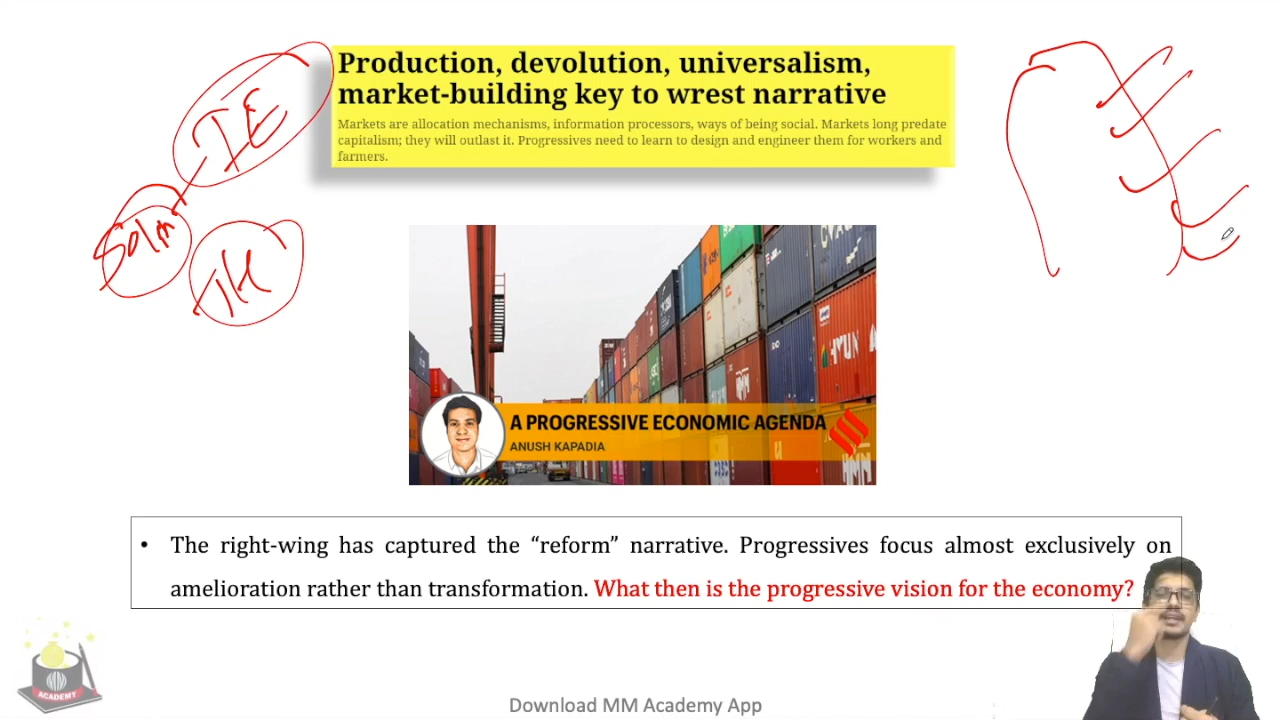 Production, devolution, universalism,
market-building key to wrest narrative
Markets are allocation mechanisms, information processors, ways of being social. Markets long predate
capitalism; they will outlast it. Progressives need to learn to design and engineer them for workers and
farmers.
IE
TH
A PROGRESSIVE ECONOMIC AGENDA
ANUSH KAPADIA
• The right-wing has captured the “reform” narrative. Progressives focus almost exclusively on
amelioration rather than transformation. What then is the progressive vision for the economy?
ACADEMY
Download MM Academy App